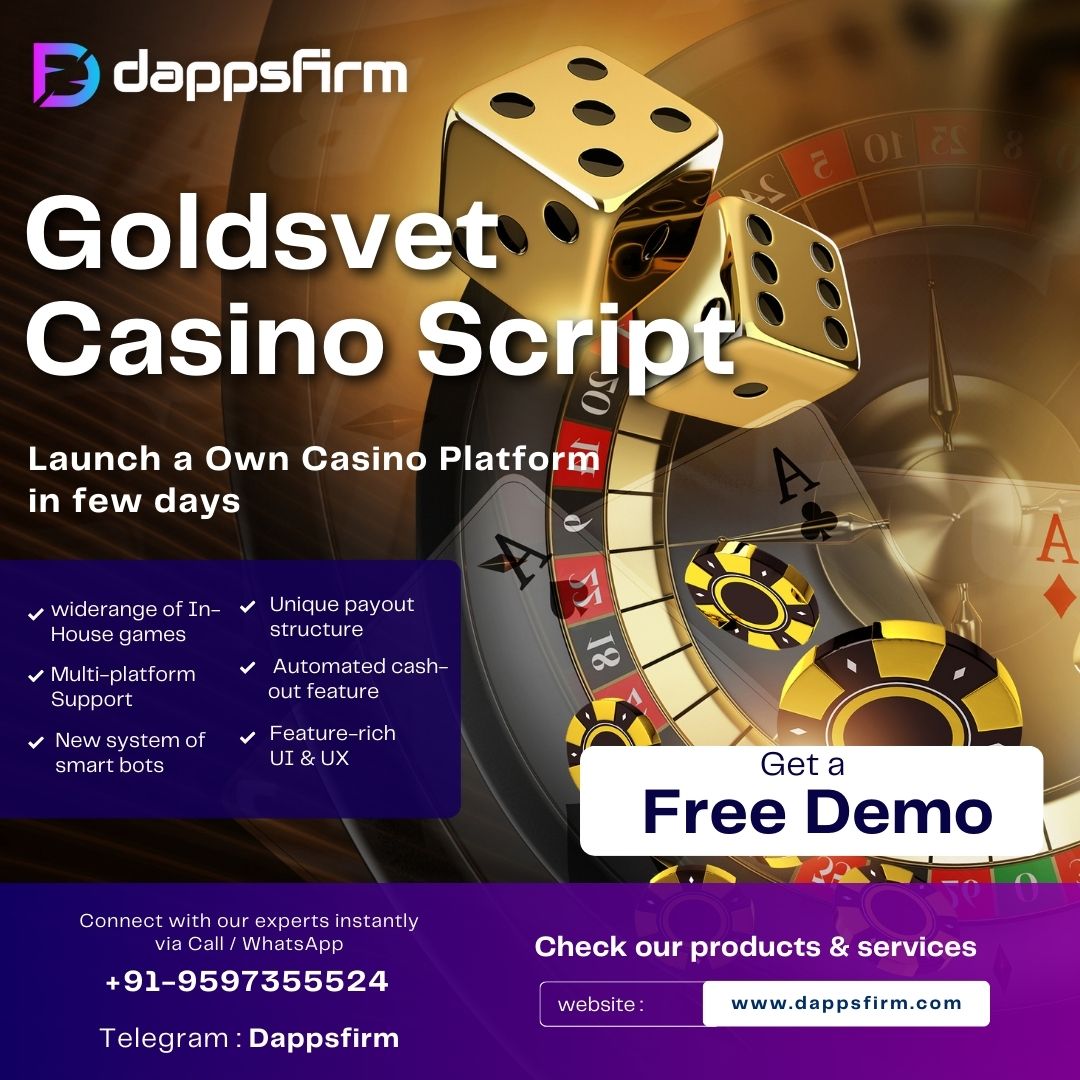 dappsfirm
Goldsvet
Casino Script
Launch a Own Casino Platform
in few days
widerange of In-
House games
Multi-platform
Support
New system of
smart bots
Unique payout
structure
Automated cash-
out feature
Feature-rich
UI & UX
Get a
Free Demo
Connect with our experts instantly
via Call / WhatsApp
+91-9597355524
Telegram : Dappsfirm
Check our products & services
website :
www.dappsfirm.com